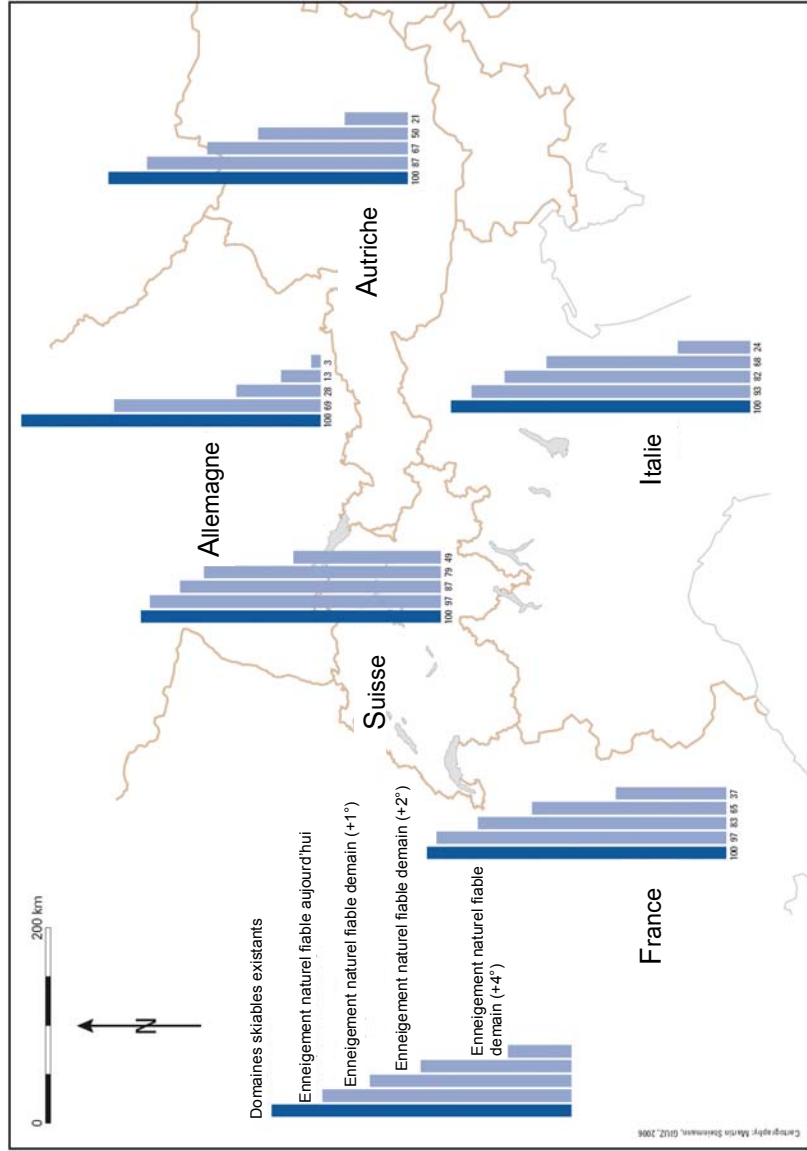 0
200 km
N
Domaines skiables existants
Enneigement naturel fiable aujourd'hui
Enneigement naturel fiable demain (+1°)
Enneigement naturel fiable demain (+2°)
Enneigement naturel fiable
demain (+4°)
Allemagne
100 69 28 13 3
Autriche
100 87 67 50 21
Suisse
100 97 87 79 49
Italie
100 93 82 68 24
France
100 97 83 65 37
Cartography: Martin Steinmann, GIUZ, 2006